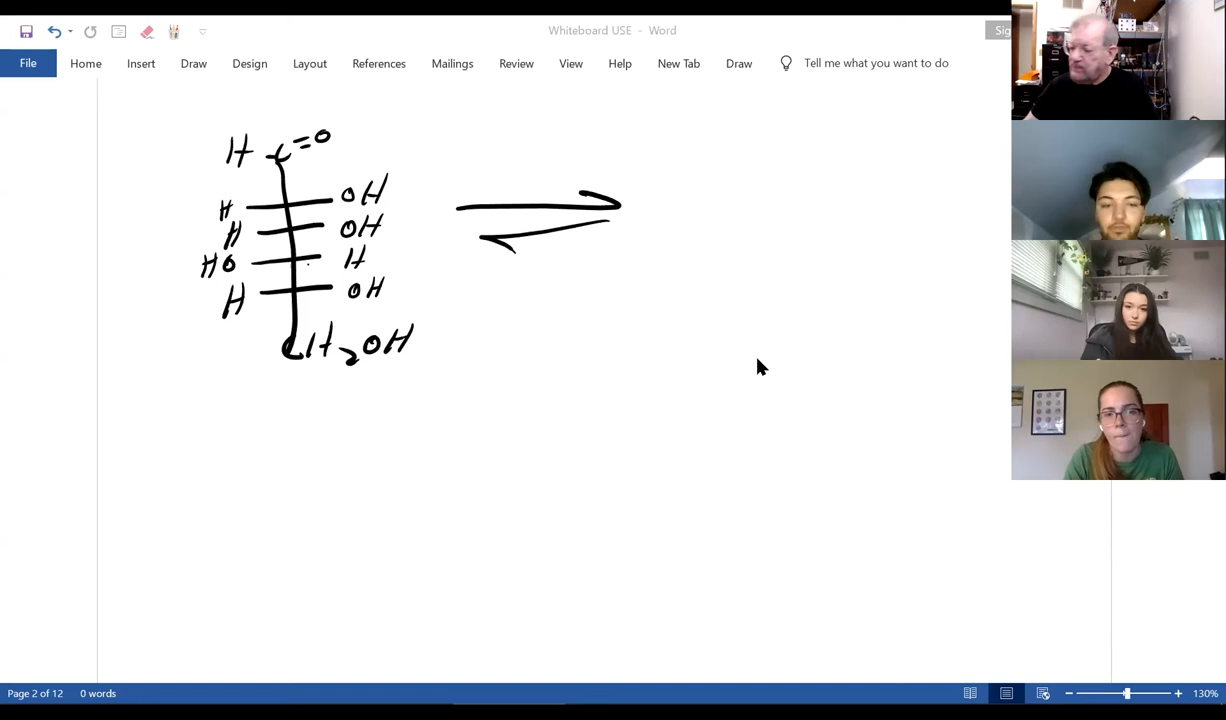 Whiteboard USE - Word
File Home Insert Draw Design Layout References Mailings Review View Help New Tab Draw Tell me what you want to do
H C=O
H OH
H OH
HO H
H OH
CH2OH
Page 2 of 12 0 words 130%